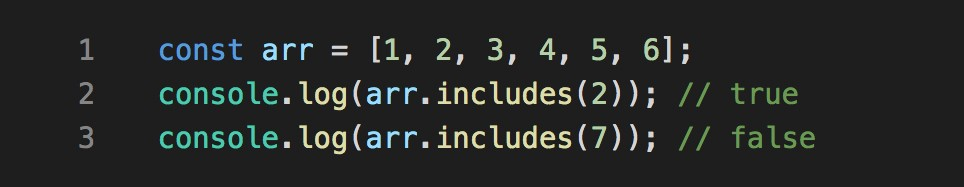 1 const arr = [1, 2, 3, 4, 5, 6];
2 console.log(arr.includes(2)); // true
3 console.log(arr.includes(7)); // false